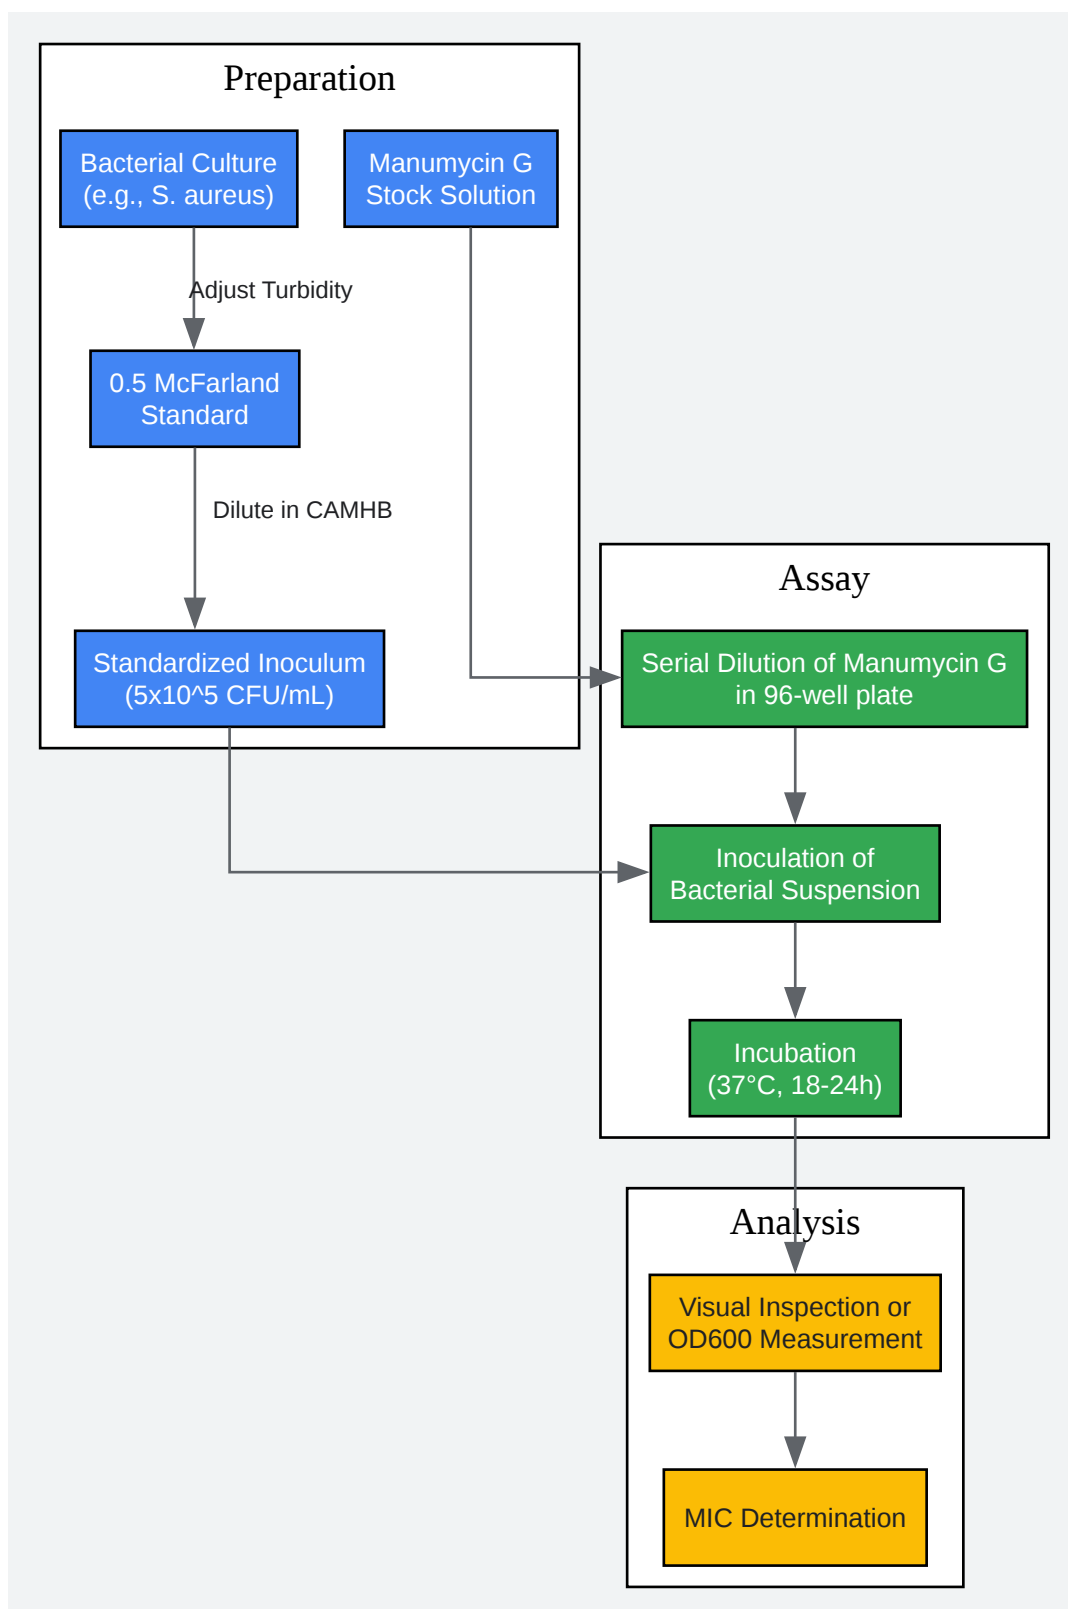 Preparation
Bacterial Culture
(e.g., S. aureus)
Manumycin G
Stock Solution
Adjust Turbidity
0.5 McFarland
Standard
Dilute in CAMHB
Standardized Inoculum
(5x10^5 CFU/mL)
Assay
Serial Dilution of Manumycin G
in 96-well plate
Inoculation of
Bacterial Suspension
Incubation
(37°C, 18-24h)
Analysis
Visual Inspection or
OD600 Measurement
MIC Determination